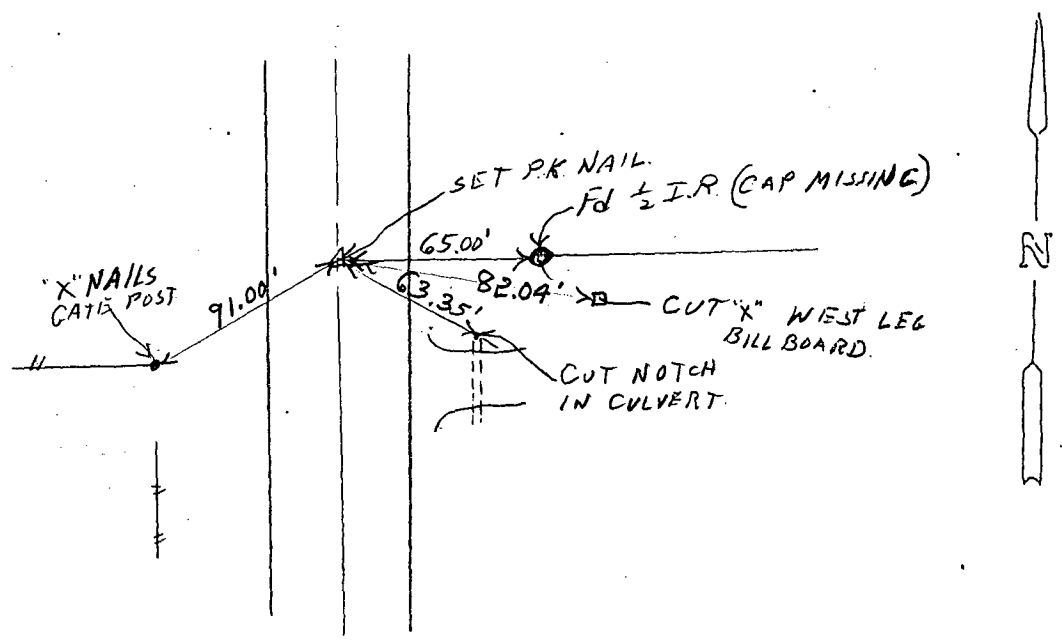 SET P.K NAIL.
Fd ½ I.R. (CAP MISSING)
65.00'
"X" NAILS
GATE POST
91.00'
82.04'
63.35'
CUT "X" WEST LEG
BILL BOARD.
CUT NOTCH
IN CULVERT.
N